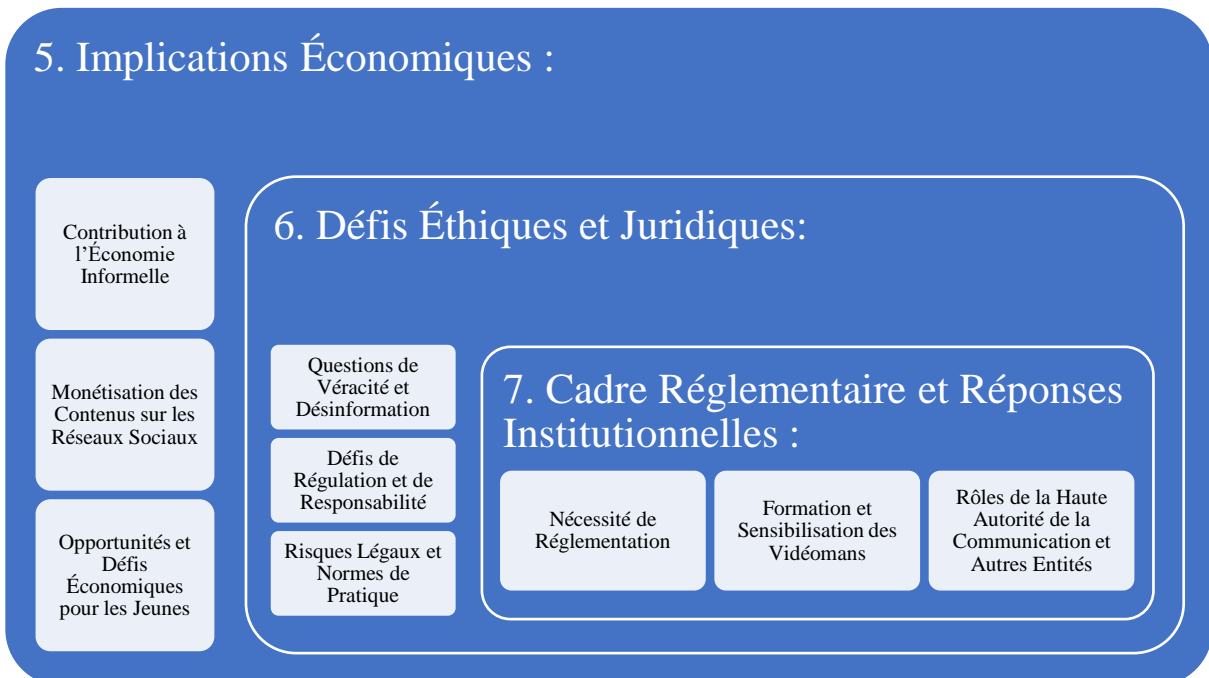 5. Implications Économiques :
Contribution à
l’Économie
Informelle
Monétisation des
Contenus sur les
Réseaux Sociaux
Opportunités et
Défis
Économiques
pour les Jeunes
6. Défis Éthiques et Juridiques:
Questions de
Véracité et
Désinformation
Défis de
Régulation et de
Responsabilité
Risques Légaux et
Normes de
Pratique
7. Cadre Réglementaire et Réponses
Institutionnelles :
Nécessité de
Réglementation
Formation et
Sensibilisation des
Vidéomans
Rôles de la Haute
Autorité de la
Communication et
Autres Entités